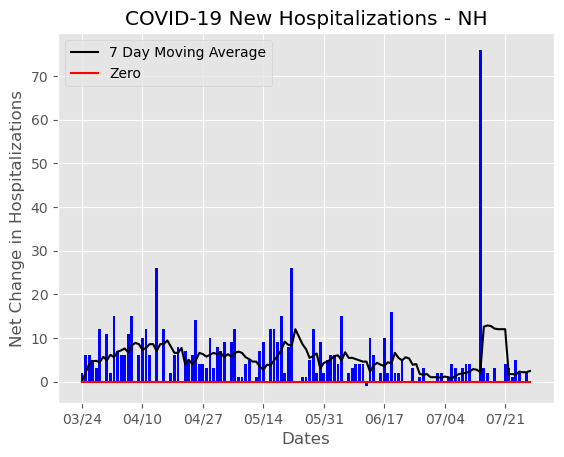 COVID-19 New Hospitalizations - NH
7 Day Moving Average
Zero
Net Change in Hospitalizations
70
60
50
40
30
20
10
0
03/24 04/10 04/27 05/14 05/31 06/17 07/04 07/21
Dates